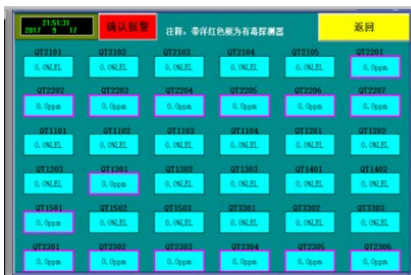 21:51:31
2017 9 17
确认报警
注释：带洋红色框为有毒探测器
返回
QT2101 QT2102 QT2103 QT2104 QT2105 QT2201
0.0%LEL 0.0%LEL 0.0%LEL 0.0%LEL 0.0%LEL 0.0ppm
QT2202 QT2203 QT2204 QT2205 QT2206 QT2207
0.0ppm 0.0ppm 0.0ppm 0.0ppm 0.0ppm 0.0ppm
QT1101 QT1102 QT1103 QT1104 QT1201 QT1202
0.0%LEL 0.0%LEL 0.0%LEL 0.0%LEL 0.0%LEL 0.0%LEL
QT1203 QT1301 QT1302 QT1303 QT1401 QT1402
0.0%LEL 0.0ppm 0.0%LEL 0.0%LEL 0.0%LEL 0.0%LEL
QT1501 QT1502 QT1503 QT3301 QT3302 QT3303
0.0ppm 0.0%LEL 0.0%LEL 0.0%LEL 0.0%LEL 0.0%LEL
QT2301 QT2302 QT2303 QT2304 QT2305 QT2306
0.0ppm 0.0ppm 0.0ppm 0.0ppm 0.0ppm 0.0ppm